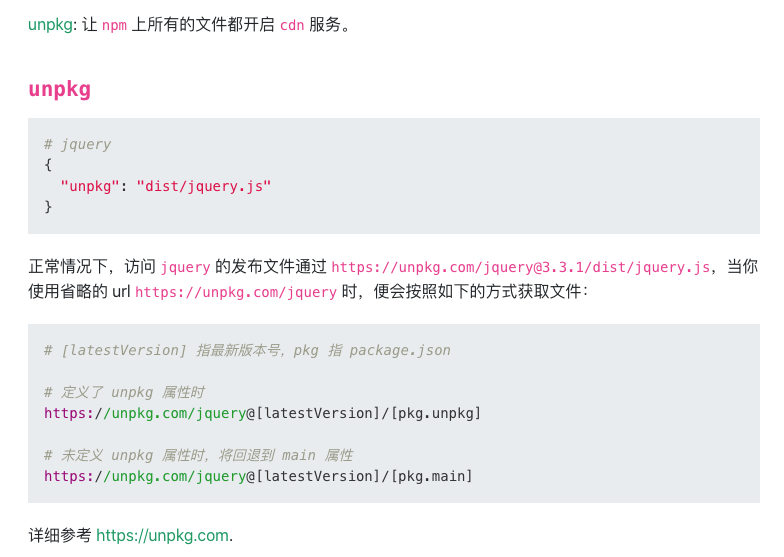 unpkg: 让 npm 上所有的文件都开启 cdn 服务。
unpkg
# jquery
{
  "unpkg": "dist/jquery.js"
}
正常情况下，访问 jquery 的发布文件通过 https://unpkg.com/jquery@3.3.1/dist/jquery.js，当你
使用省略的 url https://unpkg.com/jquery 时，便会按照如下的方式获取文件：
# [latestVersion] 指最新版本号，pkg 指 package.json
# 定义了 unpkg 属性时
https://unpkg.com/jquery@[latestVersion]/[pkg.unpkg]
# 未定义 unpkg 属性时，将回退到 main 属性
https://unpkg.com/jquery@[latestVersion]/[pkg.main]
详细参考 https://unpkg.com.